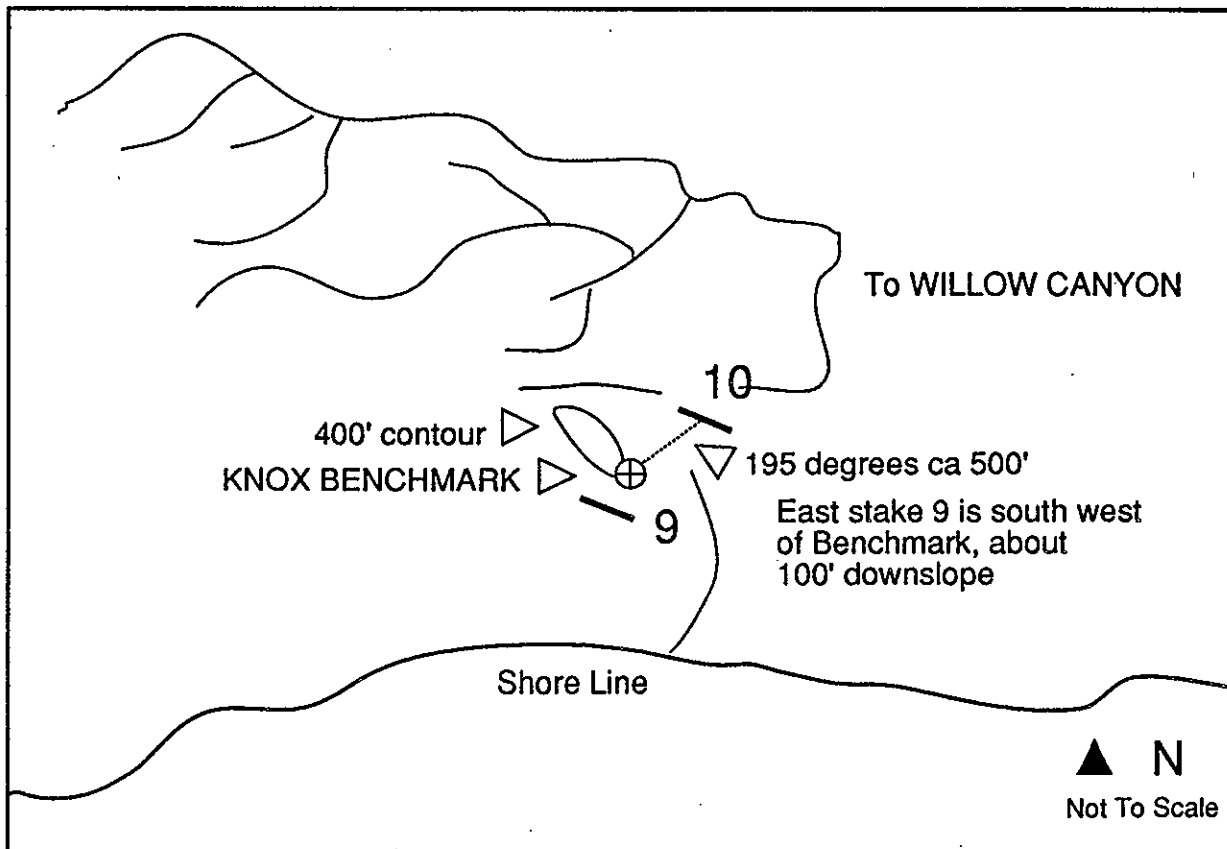 To WILLOW CANYON
10
400' contour
KNOX BENCHMARK
195 degrees ca 500'
9
East stake 9 is south west
of Benchmark, about
100' downslope
Shore Line
N
Not To Scale